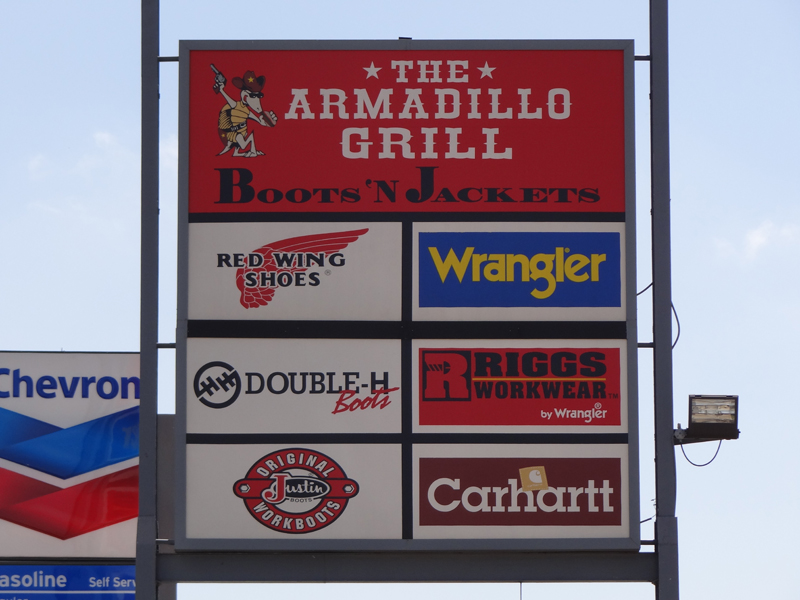 THE
ARMADILLO
GRILL
BOOTS 'N JACKETS
RED WING
SHOES ®
Wrangler
DOUBLE-H
Boots
RIGGS
WORKWEAR™
by Wrangler®
ORIGINAL
Justin
BOOTS
WORKBOOTS
Carhartt
Chevron
asoline Self Serv